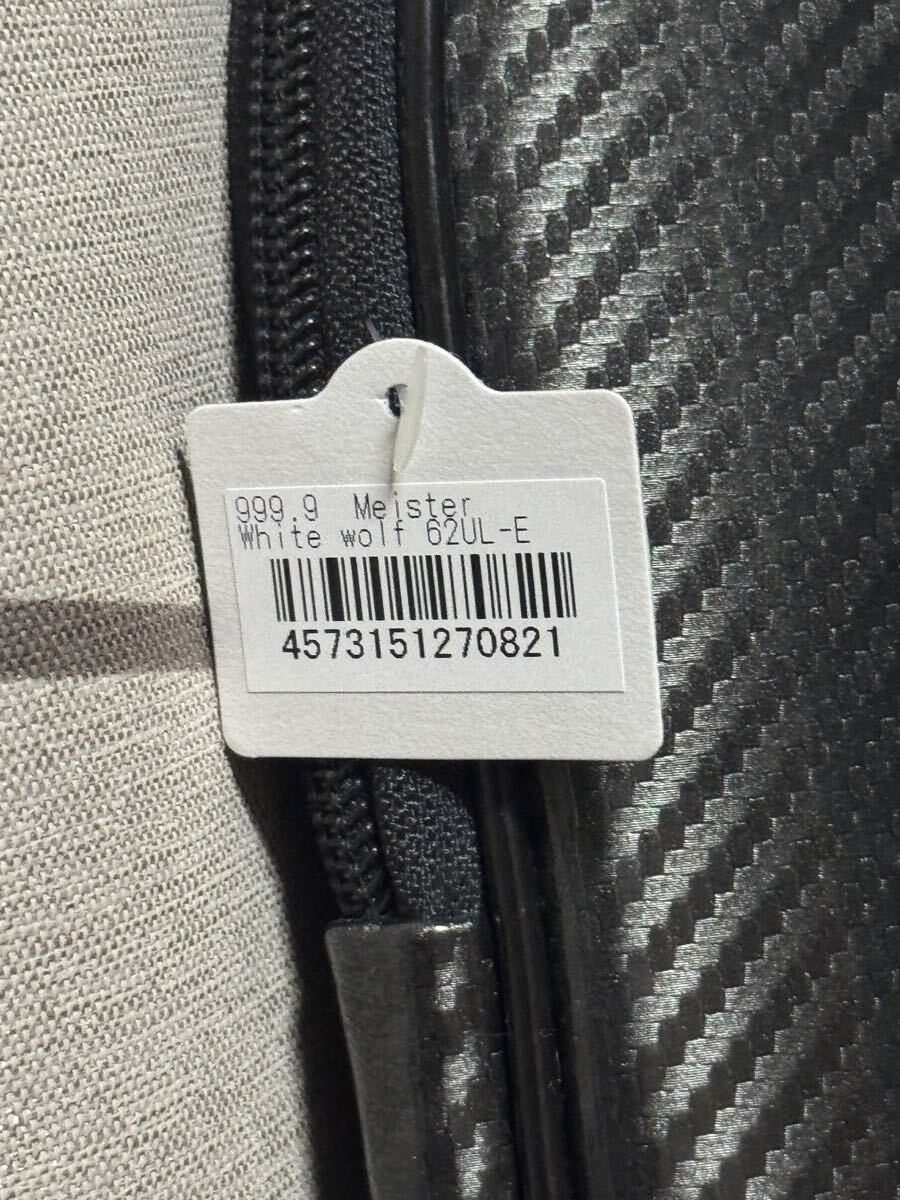 999.9 Meister
White wolf 62UL-E
4573151270821